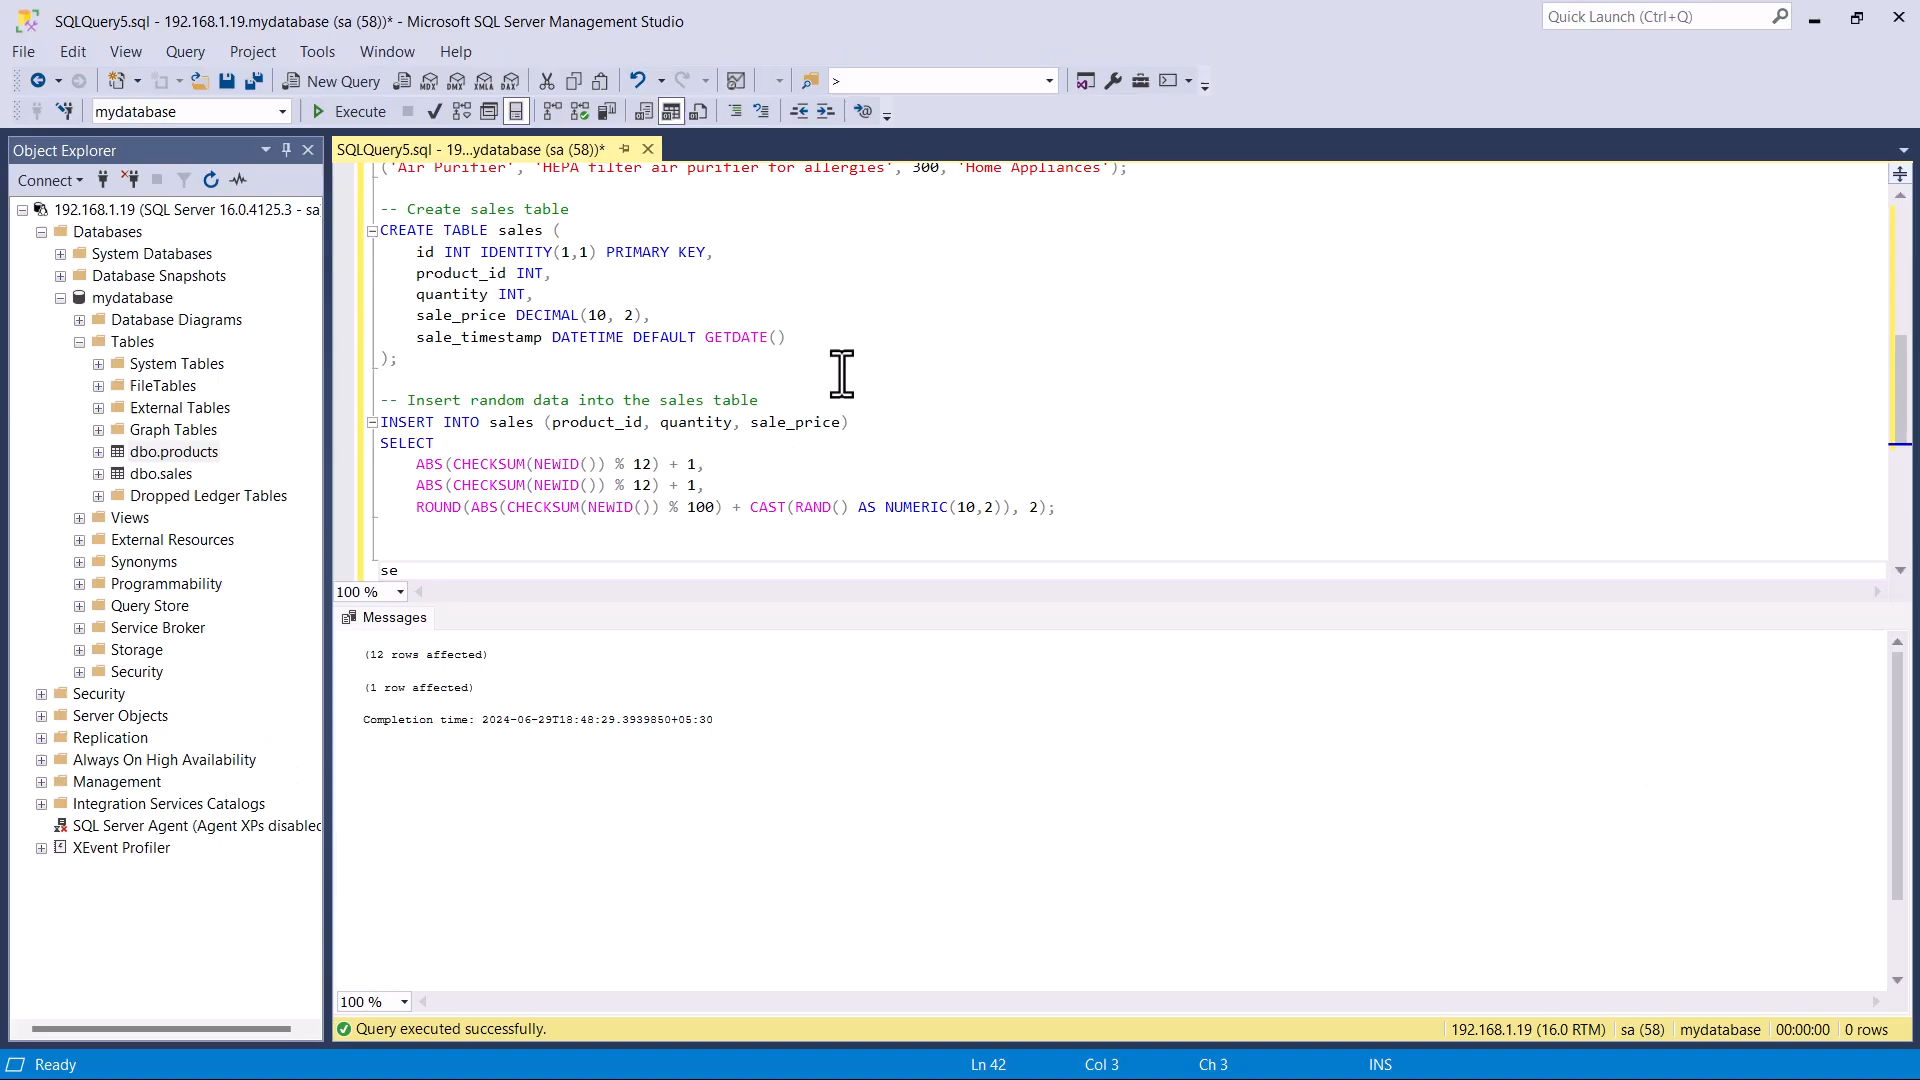 SQLQuery5.sql - 192.168.1.19.mydatabase (sa (58))* - Microsoft SQL Server Management Studio
Quick Launch (Ctrl+Q)
File Edit View Query Project Tools Window Help
New Query
MDX DMX XMLA DAX
>
mydatabase
Execute
Object Explorer
SQLQuery5.sql - 19...ydatabase (sa (58))*
Connect
192.168.1.19 (SQL Server 16.0.4125.3 - sa
Databases
System Databases
Database Snapshots
mydatabase
Database Diagrams
Tables
System Tables
FileTables
External Tables
Graph Tables
dbo.products
dbo.sales
Dropped Ledger Tables
Views
External Resources
Synonyms
Programmability
Query Store
Service Broker
Storage
Security
Security
Server Objects
Replication
Always On High Availability
Management
Integration Services Catalogs
SQL Server Agent (Agent XPs disabled
XEvent Profiler
('Air Purifier', 'HEPA filter air purifier for allergies', 300, 'Home Appliances');
-- Create sales table
CREATE TABLE sales (
id INT IDENTITY(1,1) PRIMARY KEY,
product_id INT,
quantity INT,
sale_price DECIMAL(10, 2),
sale_timestamp DATETIME DEFAULT GETDATE()
);
-- Insert random data into the sales table
INSERT INTO sales (product_id, quantity, sale_price)
SELECT
ABS(CHECKSUM(NEWID()) % 12) + 1,
ABS(CHECKSUM(NEWID()) % 12) + 1,
ROUND(ABS(CHECKSUM(NEWID()) % 100) + CAST(RAND() AS NUMERIC(10,2)), 2);
se
100 %
Messages
(12 rows affected)
(1 row affected)
Completion time: 2024-06-29T18:48:29.3939850+05:30
100 %
Query executed successfully.
192.168.1.19 (16.0 RTM) sa (58) mydatabase 00:00:00 0 rows
Ready
Ln 42 Col 3 Ch 3 INS